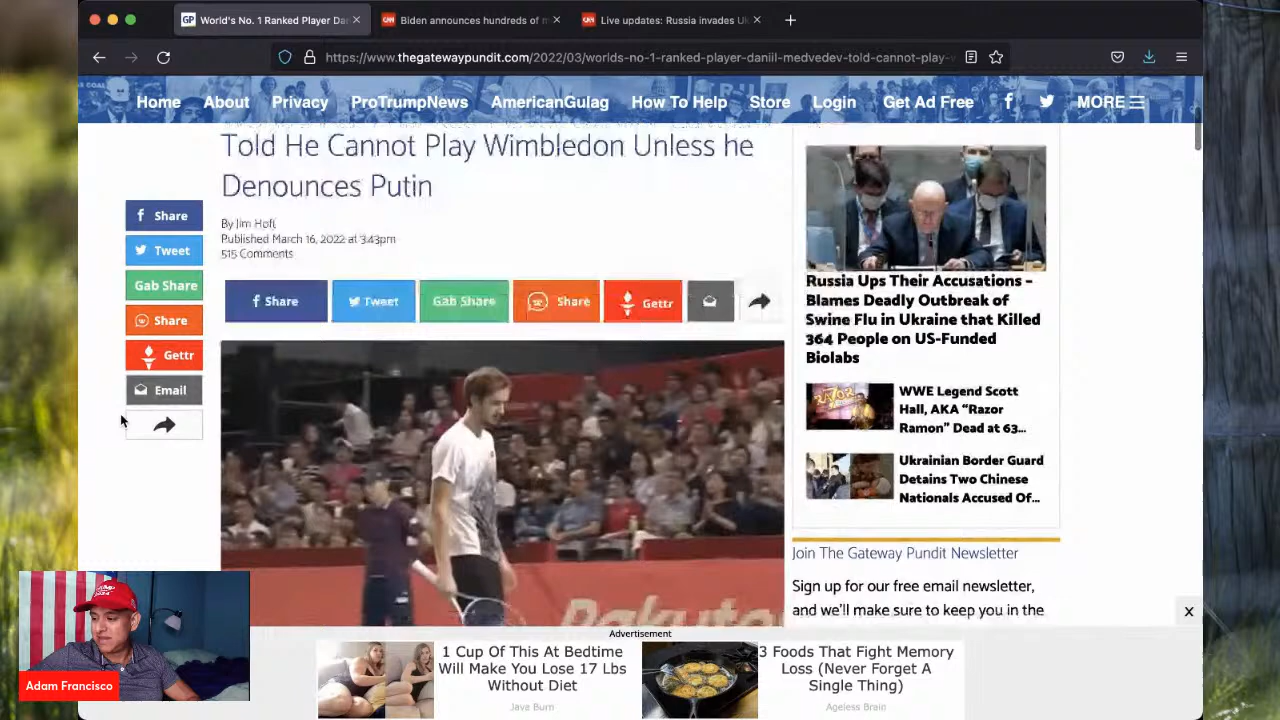 World's No. 1 Ranked Player Da
Biden announces hundreds of m
Live updates: Russia invades Uk
https://www.thegatewaypundit.com/2022/03/worlds-no-1-ranked-player-daniil-medvedev-told-cannot-play-v
Home About Privacy ProTrumpNews AmericanGulag How To Help Store Login Get Ad Free MORE
Told He Cannot Play Wimbledon Unless he
Denounces Putin
By Jim Hoft
Published March 16, 2022 at 3:43pm
515 Comments
Share
Tweet
Gab Share
Share
Gettr
Email
Share Tweet Gab Share Share Gettr
Rakuten
Russia Ups Their Accusations –
Blames Deadly Outbreak of
Swine Flu in Ukraine that Killed
364 People on US-Funded
Biolabs
WWE Legend Scott
Hall, AKA “Razor
Ramon” Dead at 63...
Ukrainian Border Guard
Detains Two Chinese
Nationals Accused Of...
Join The Gateway Pundit Newsletter
Sign up for our free email newsletter,
and we'll make sure to keep you in the
Advertisement
1 Cup Of This At Bedtime
Will Make You Lose 17 Lbs
Without Diet
Java Burn
3 Foods That Fight Memory
Loss (Never Forget A
Single Thing)
Ageless Brain
Adam Francisco